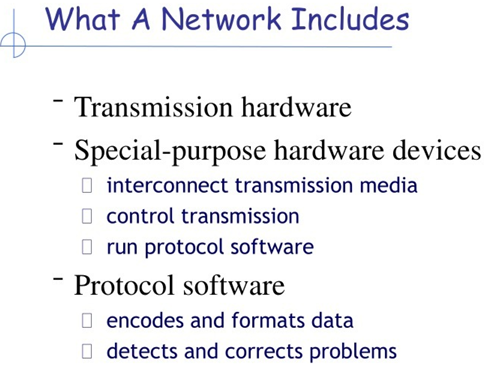 What A Network Includes
– Transmission hardware
– Special-purpose hardware devices
interconnect transmission media
control transmission
run protocol software
– Protocol software
encodes and formats data
detects and corrects problems